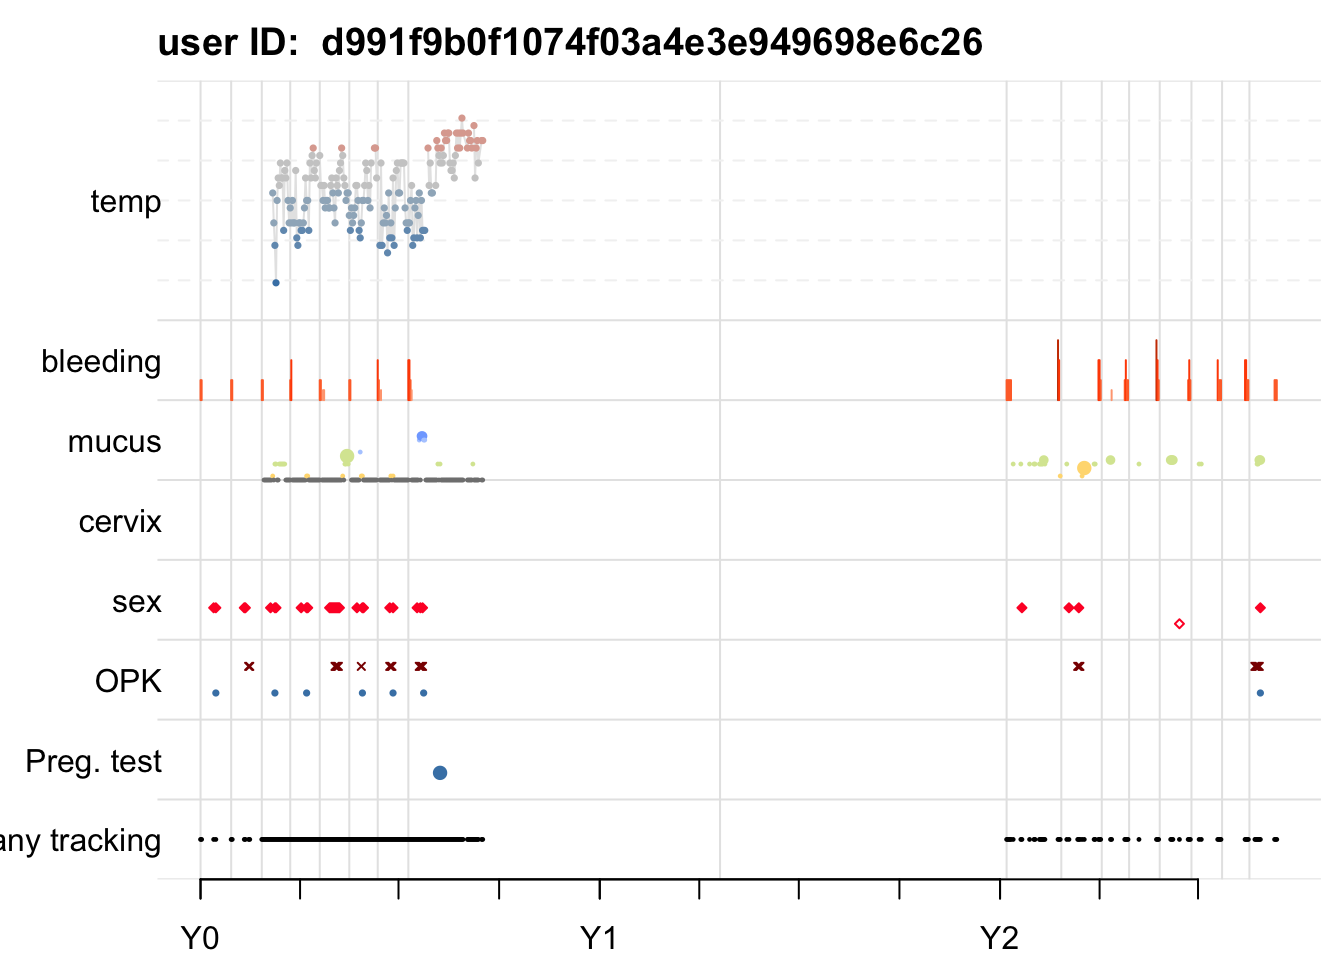 user ID:  d991f9b0f1074f03a4e3e949698e6c26
temp
bleeding
mucus
cervix
sex
OPK
Preg. test
any tracking
Y0 Y1 Y2